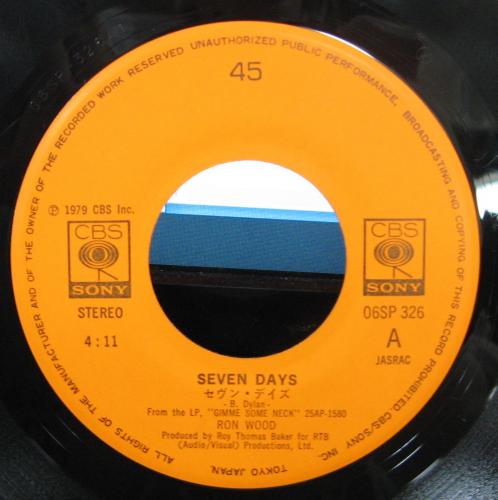 ALL RIGHTS OF THE MANUFACTURER AND OF THE OWNER OF THE RECORDED WORK RESERVED UNAUTHORIZED PUBLIC PERFORMANCE, BROADCASTING AND COPYING OF THIS RECORD PROHIBITED·CBS/SONY INC. TOKYO JAPAN.
45
Ⓟ 1979 CBS Inc.
CBS
SONY
STEREO
4:11
CBS
SONY
06SP 326
A
JASRAC
SEVEN DAYS
セヴン・デイズ
- B. Dylan -
From the LP, "GIMME SOME NECK" 25AP-1580
RON WOOD
Produced by Roy Thomas Baker for RTB
(Audio/Visual) Productions, Ltd.